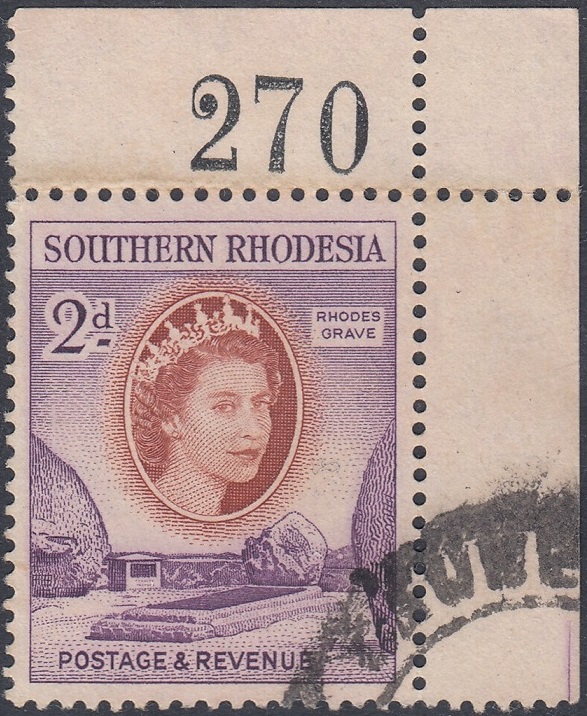 270
SOUTHERN RHODESIA
2d
RHODES
GRAVE
POSTAGE & REVENUE